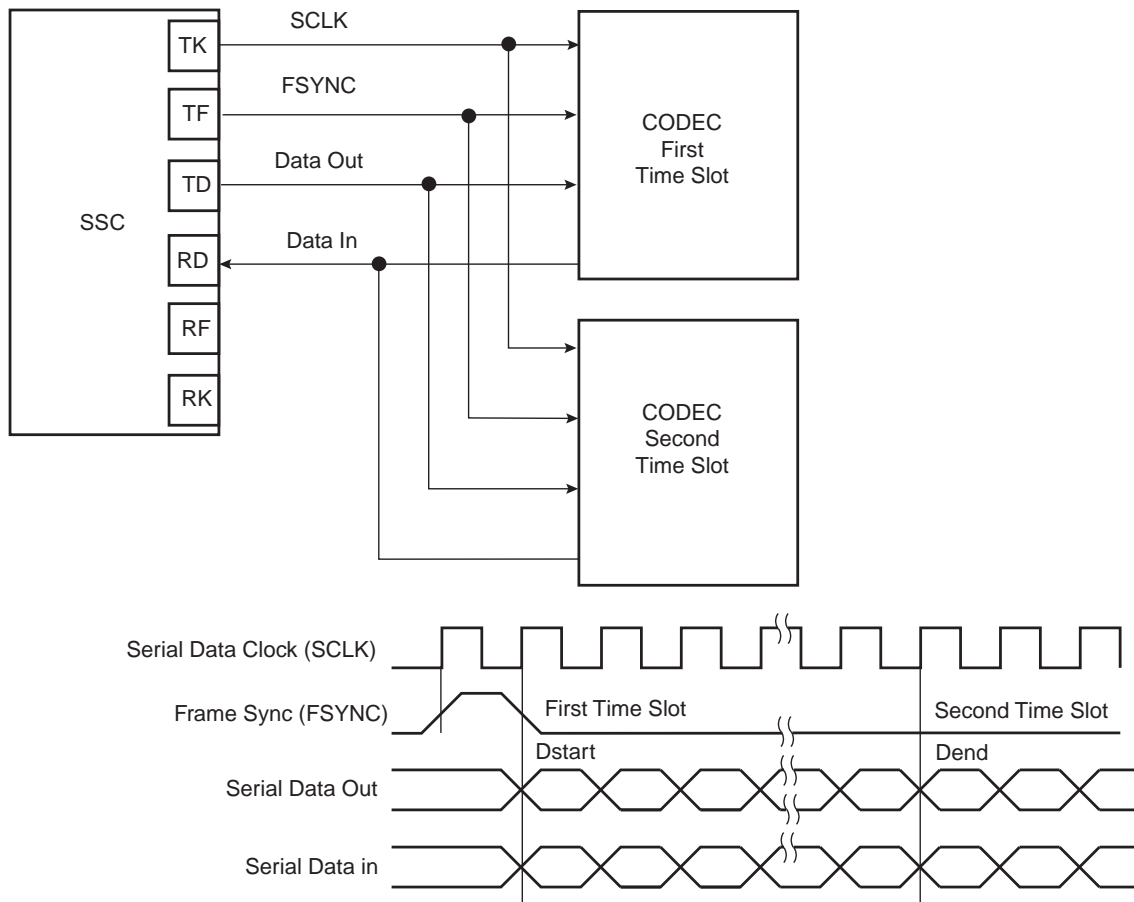 SSC
TK
TF
TD
RD
RF
RK
SCLK
FSYNC
Data Out
Data In
CODEC
First
Time Slot
CODEC
Second
Time Slot
Serial Data Clock (SCLK)
Frame Sync (FSYNC)
First Time Slot
Second Time Slot
Dstart
Dend
Serial Data Out
Serial Data in